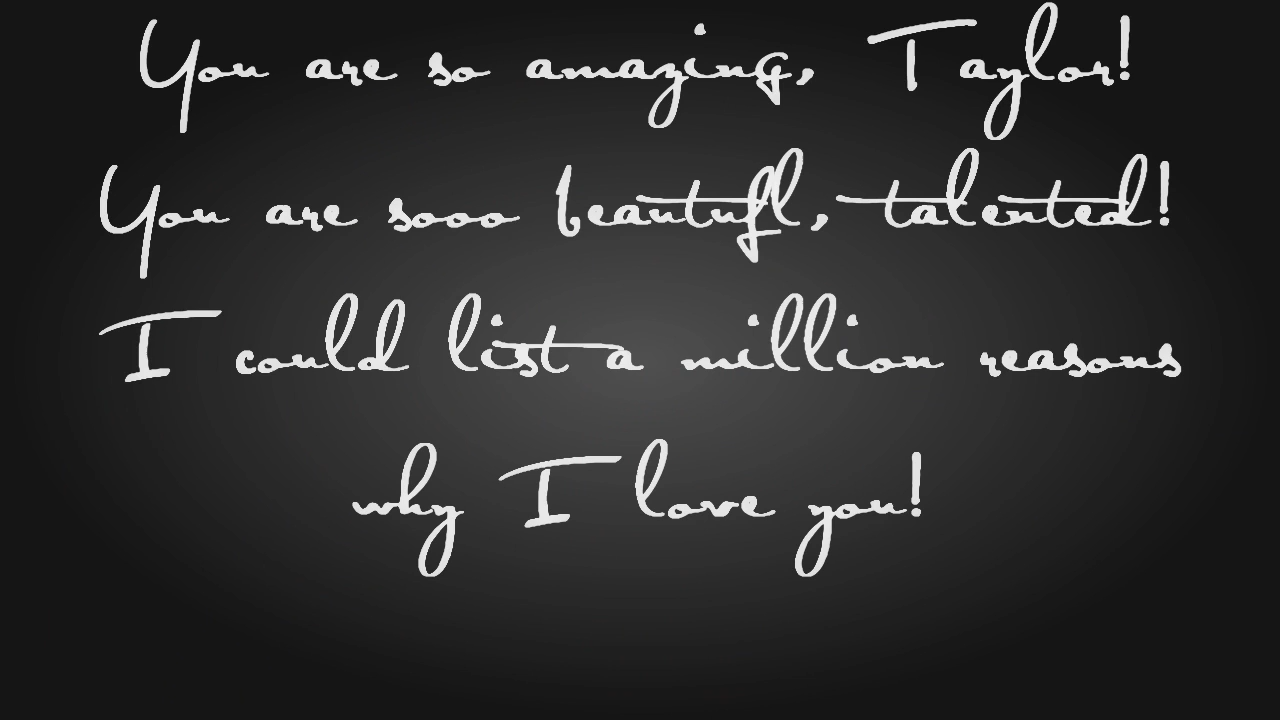 You are so amazing, Taylor!
You are sooo beautufl, talented!
I could list a million reasons
why I love you!